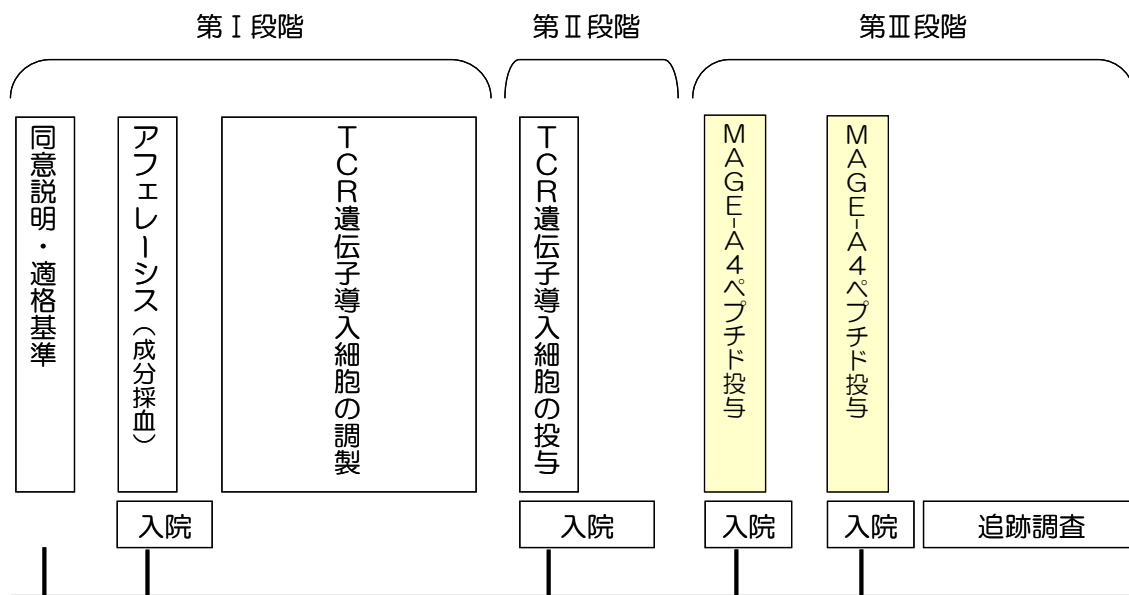 第Ⅰ段階
第Ⅱ段階
第Ⅲ段階
同意説明・適格基準
アフェレーシス（成分採血）
TCR遺伝子導入細胞の調製
TCR遺伝子導入細胞の投与
MAGE-A4ペプチド投与
MAGE-A4ペプチド投与
入院
入院
入院
入院
追跡調査